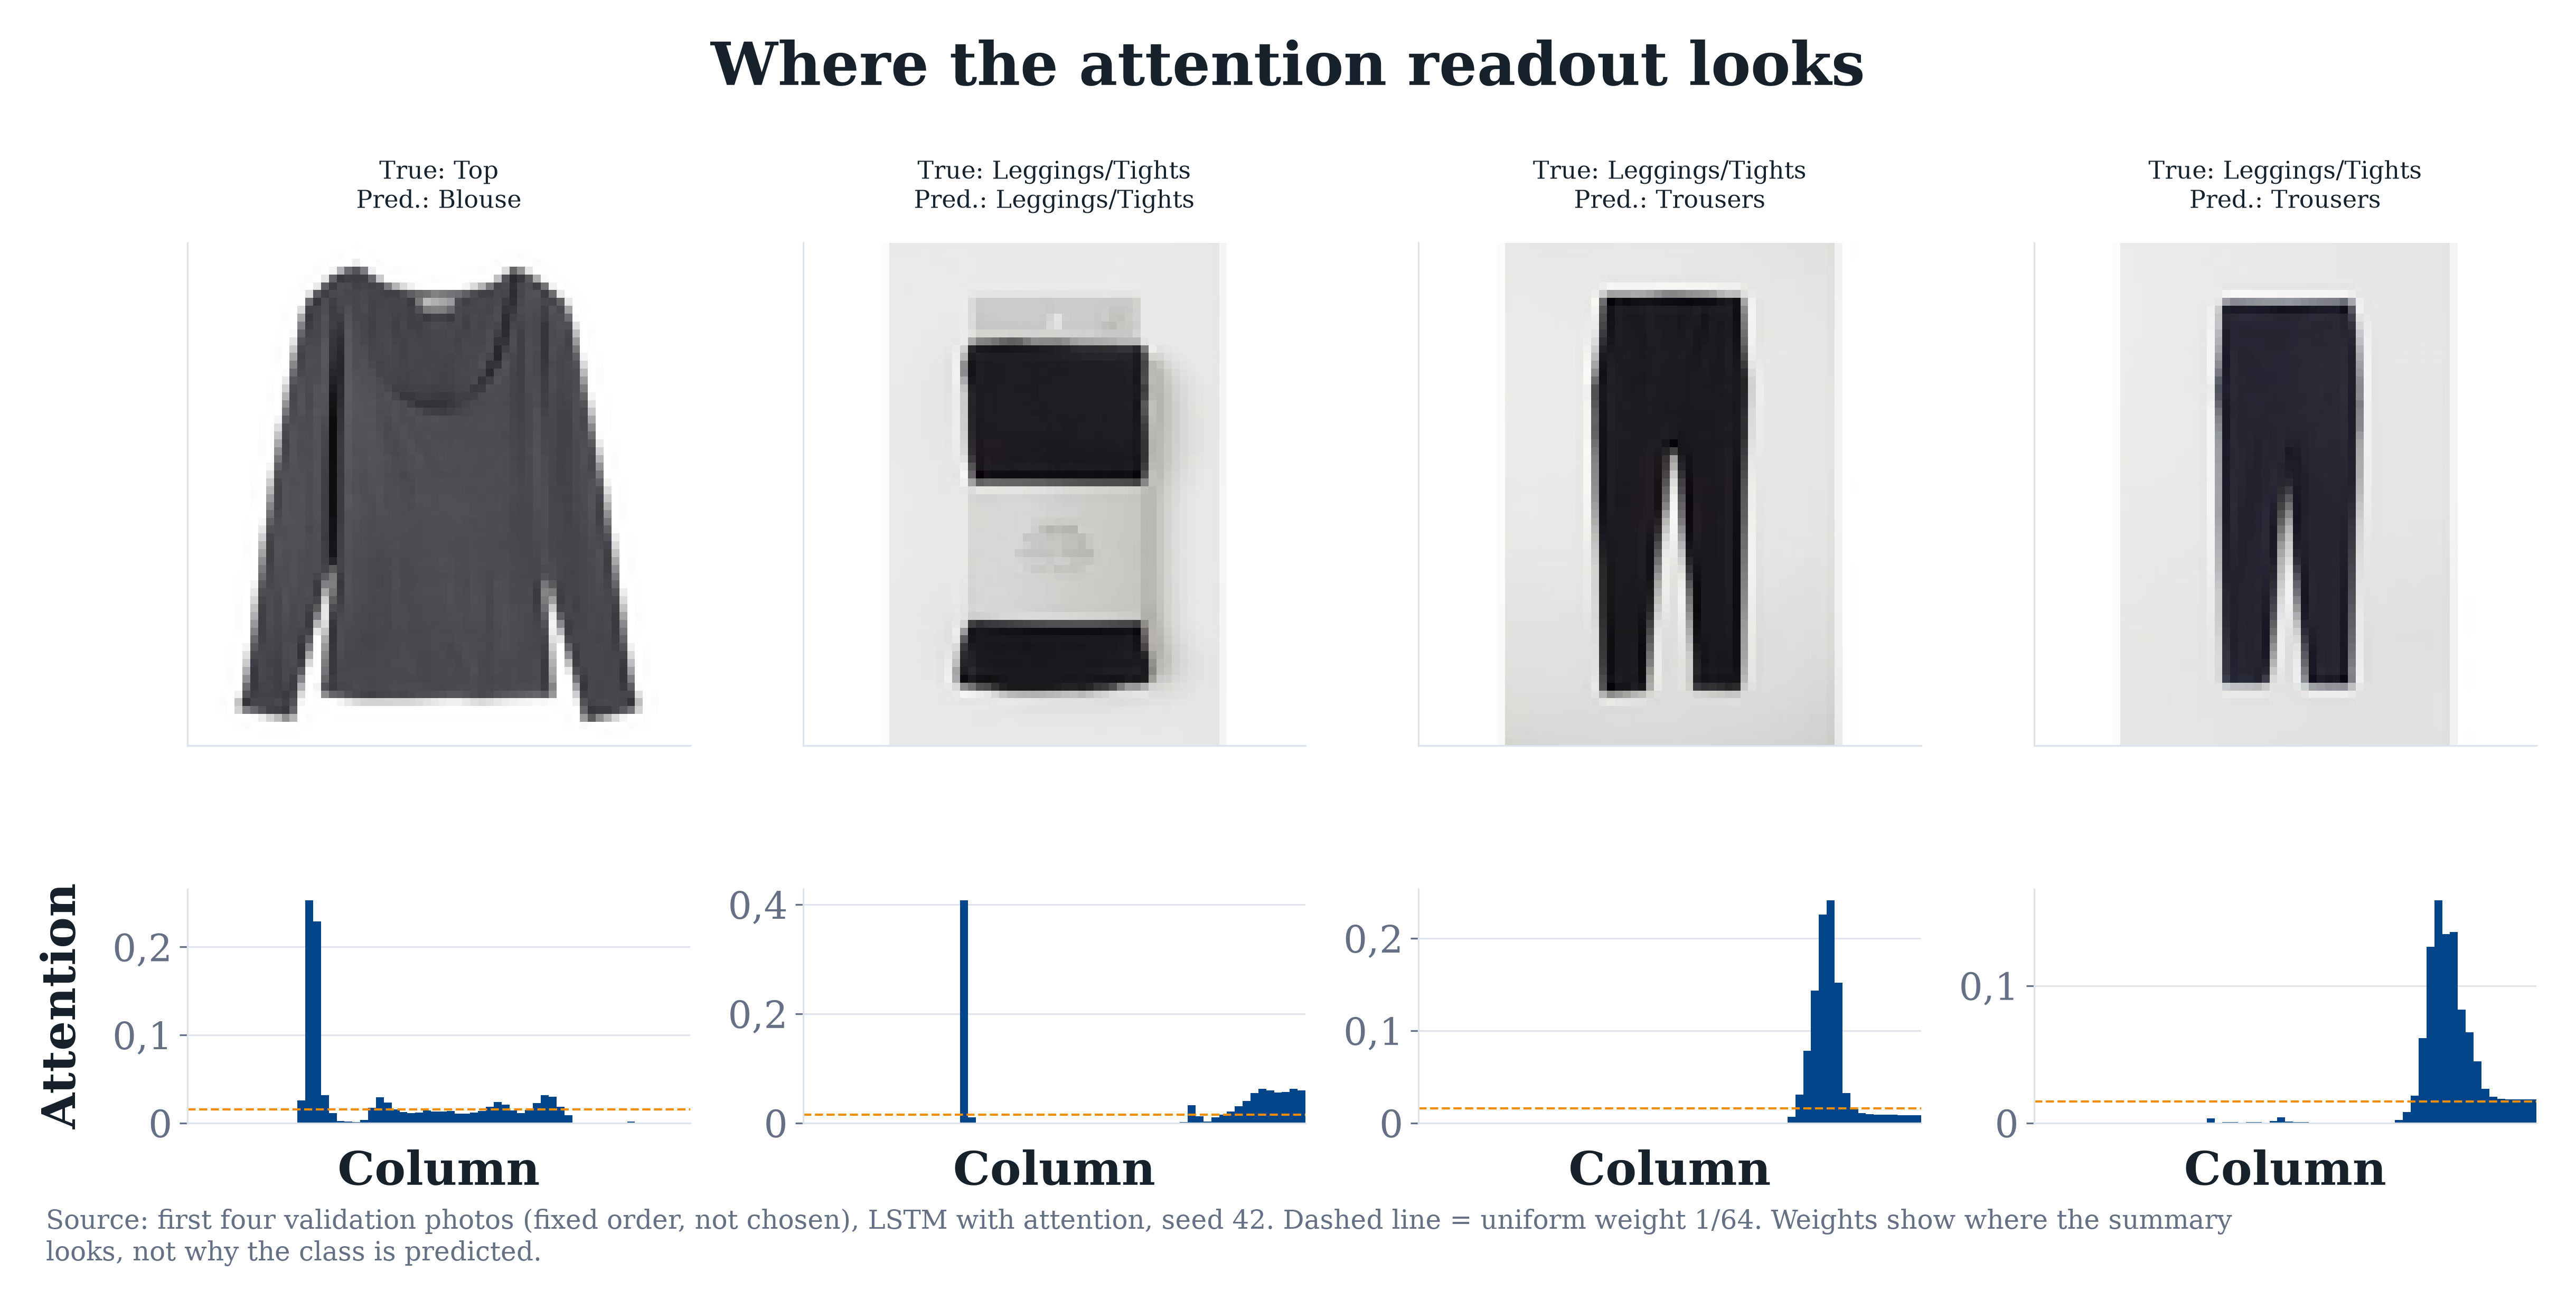 Where the attention readout looks
True: Top
Pred.: Blouse
True: Leggings/Tights
Pred.: Leggings/Tights
True: Leggings/Tights
Pred.: Trousers
True: Leggings/Tights
Pred.: Trousers
Attention
0,2
0,1
0
Column
0,4
0,2
0
Column
0,2
0,1
0
Column
0,1
0
Column
Source: first four validation photos (fixed order, not chosen), LSTM with attention, seed 42. Dashed line = uniform weight 1/64. Weights show where the summary
looks, not why the class is predicted.